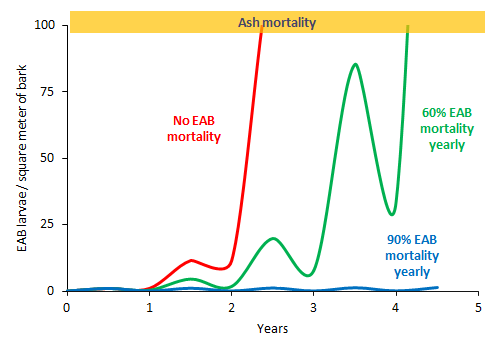 Ash mortality
100
75
50
25
0
EAB larvae / square meter of bark
No EAB
mortality
60% EAB
mortality
yearly
90% EAB
mortality
yearly
0 1 2 3 4 5
Years